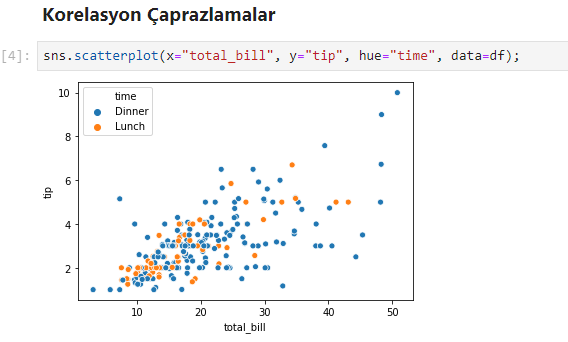 Korelasyon Çaprazlamalar
[4]: sns.scatterplot(x="total_bill", y="tip", hue="time", data=df);
time
Dinner
Lunch
10
8
6
4
2
tip
10 20 30 40 50
total_bill